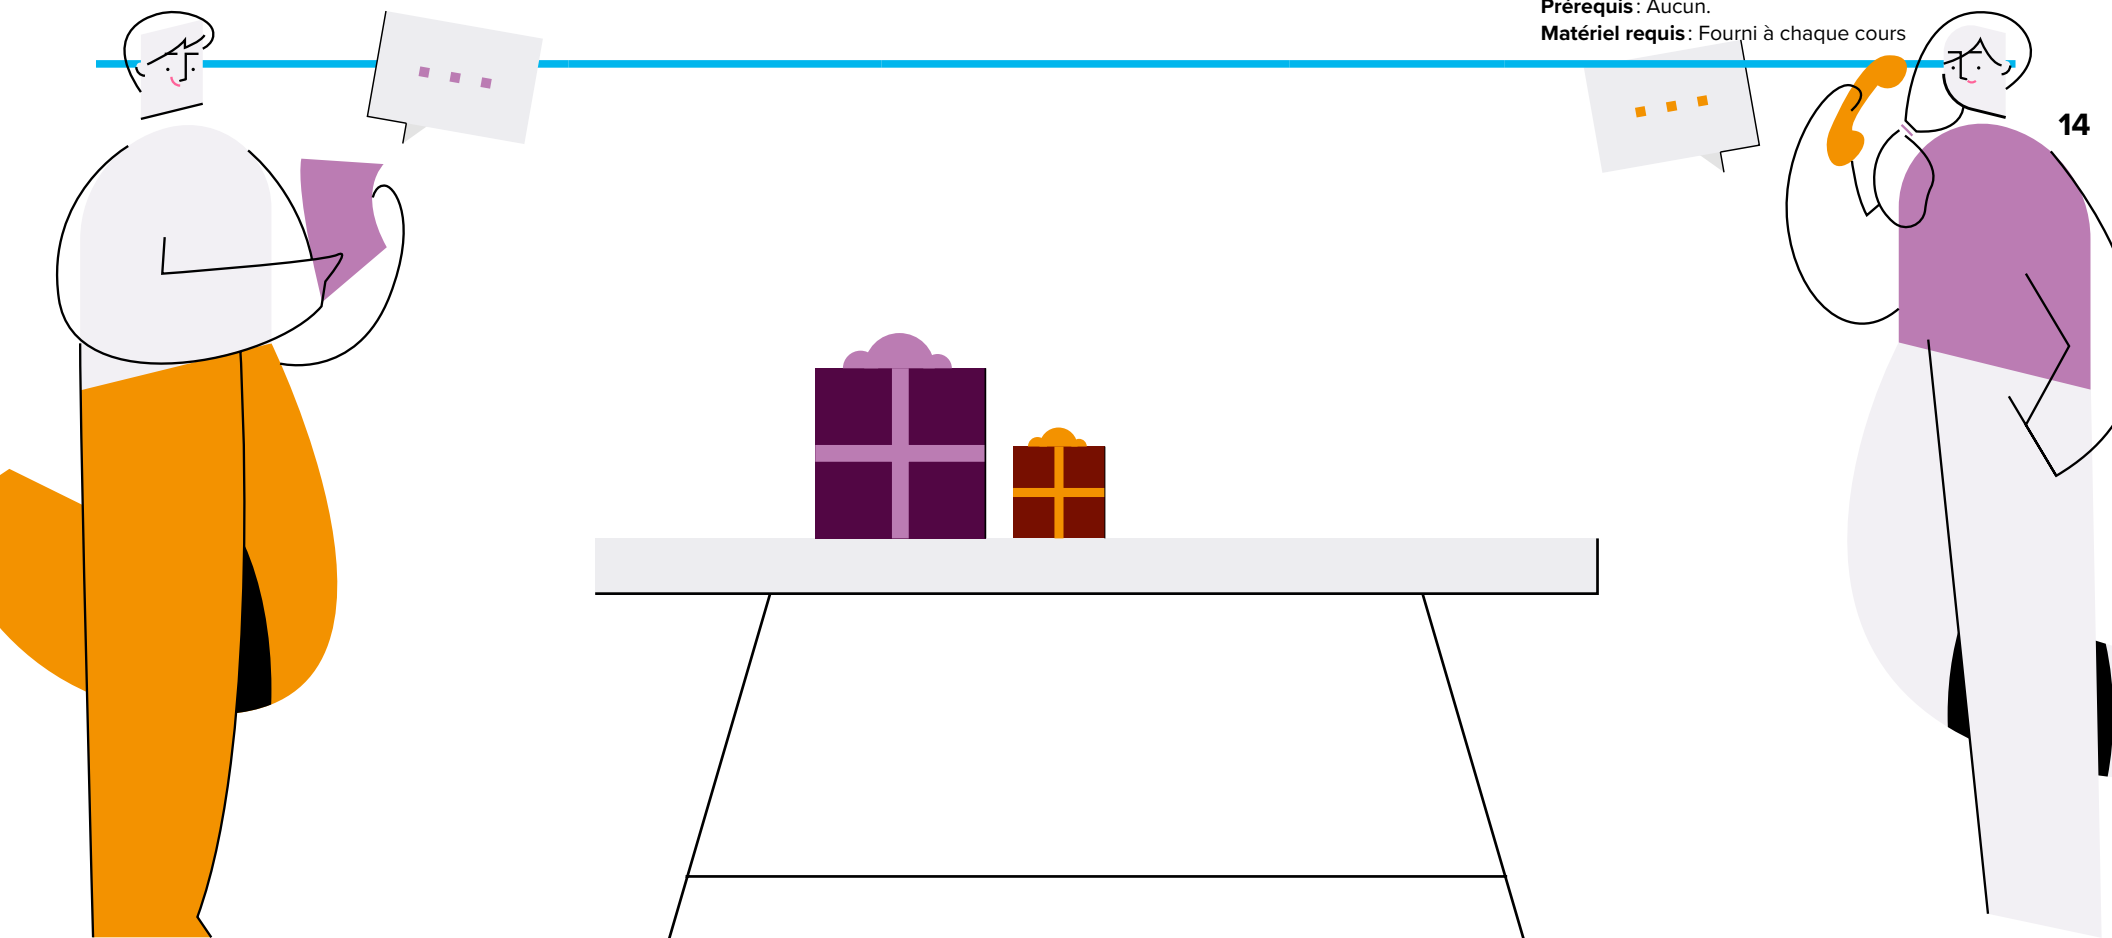 Prérequis : Aucun.
Matériel requis : Fourni à chaque cours
14